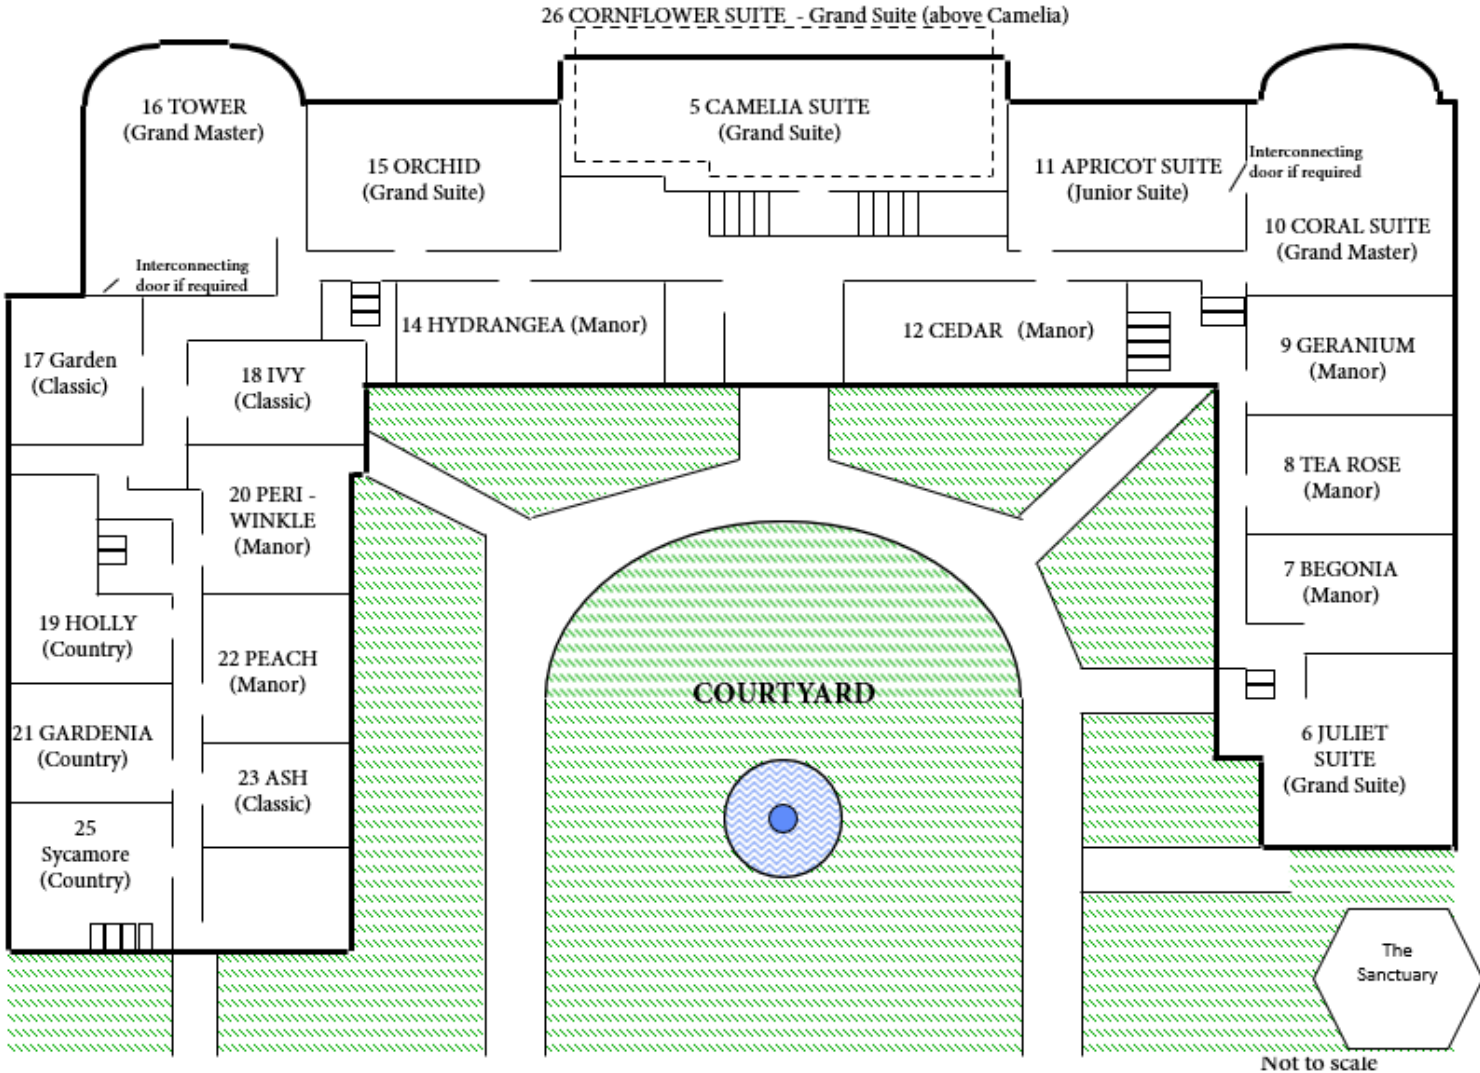 26 CORNFLOWER SUITE - Grand Suite (above Camelia)
16 TOWER
(Grand Master)
15 ORCHID
(Grand Suite)
5 CAMELIA SUITE
(Grand Suite)
11 APRICOT SUITE
(Junior Suite)
Interconnecting
door if required
10 CORAL SUITE
(Grand Master)
Interconnecting
door if required
14 HYDRANGEA (Manor)
12 CEDAR (Manor)
17 Garden
(Classic)
18 IVY
(Classic)
9 GERANIUM
(Manor)
8 TEA ROSE
(Manor)
20 PERI -
WINKLE
(Manor)
7 BEGONIA
(Manor)
19 HOLLY
(Country)
22 PEACH
(Manor)
COURTYARD
21 GARDENIA
(Country)
6 JULIET
SUITE
(Grand Suite)
23 ASH
(Classic)
25
Sycamore
(Country)
The
Sanctuary
Not to scale